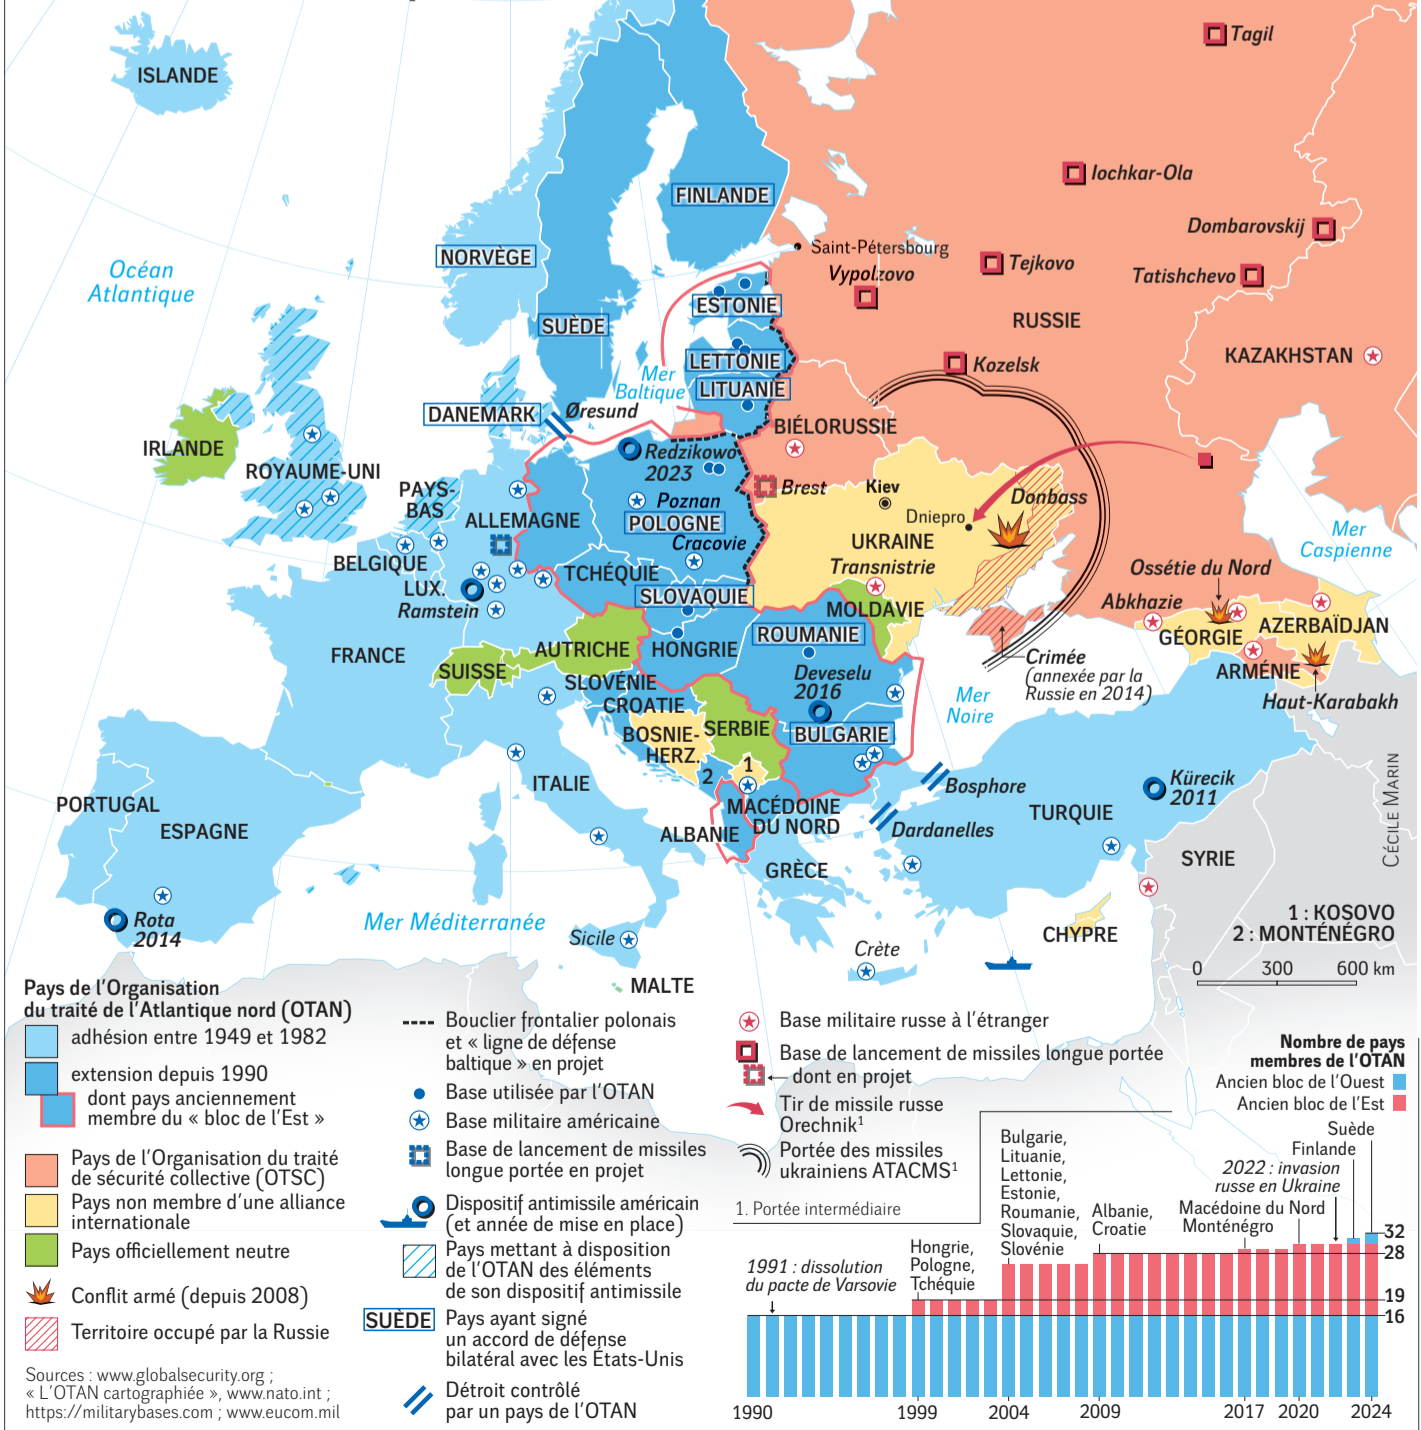 Tagil
ISLANDE
Iochkar-Ola
FINLANDE
Dombarovskij
NORVÈGE
Saint-Pétersbourg
Vypolzovo
Tejkovo
Tatishchevo
Océan
Atlantique
ESTONIE
RUSSIE
SUÈDE
LETTONIE
KAZAKHSTAN
Kozelsk
Mer
Baltique
LITUANIE
DANEMARK
Øresund
BIÉLORUSSIE
IRLANDE
Redzikowo
2023
ROYAUME-UNI
PAYS-
BAS
Brest
Kiev
Donbass
Poznan
ALLEMAGNE
POLOGNE
Dniepro
Cracovie
UKRAINE
Mer
Caspienne
BELGIQUE
TCHÉQUIE
Transnistrie
Ossétie du Nord
LUX.
Ramstein
SLOVAQUIE
MOLDAVIE
Abkhazie
AZERBAÏDJAN
GÉORGIE
ROUMANIE
FRANCE
AUTRICHE
HONGRIE
Crimée
(annexée par la
Russie en 2014)
ARMÉNIE
SUISSE
SLOVÉNIE
Deveselu
2016
Haut-Karabakh
CROATIE
Mer
Noire
BOSNIE-
HERZ.
SERBIE
BULGARIE
1
2
ITALIE
Bosphore
Kürecik
2011
PORTUGAL
ESPAGNE
MACÉDOINE
DU NORD
TURQUIE
ALBANIE
Dardanelles
CÉCILE MARIN
SYRIE
GRÈCE
Rota
2014
Mer Méditerranée
Sicile
Crète
CHYPRE
1 : KOSOVO
2 : MONTÉNÉGRO
0 300 600 km
MALTE
Pays de l'Organisation
du traité de l'Atlantique nord (OTAN)
adhésion entre 1949 et 1982
extension depuis 1990
dont pays anciennement
membre du « bloc de l'Est »
Pays de l'Organisation du traité
de sécurité collective (OTSC)
Pays non membre d'une alliance
internationale
Pays officiellement neutre
Conflit armé (depuis 2008)
Territoire occupé par la Russie
Sources : www.globalsecurity.org ;
« L'OTAN cartographiée », www.nato.int ;
https://militarybases.com ; www.eucom.mil
Bouclier frontalier polonais
et « ligne de défense
baltique » en projet
Base utilisée par l'OTAN
Base militaire américaine
Base de lancement de missiles
longue portée en projet
Dispositif antimissile américain
(et année de mise en place)
Pays mettant à disposition
de l'OTAN des éléments
de son dispositif antimissile
SUÈDE
Pays ayant signé
un accord de défense
bilatéral avec les États-Unis
Détroit contrôlé
par un pays de l'OTAN
Base militaire russe à l'étranger
Base de lancement de missiles longue portée
dont en projet
Tir de missile russe
Orechnik1
Portée des missiles
ukrainiens ATACMS1
1. Portée intermédiaire
Nombre de pays
membres de l'OTAN
Ancien bloc de l'Ouest
Ancien bloc de l'Est
1991 : dissolution
du pacte de Varsovie
Hongrie,
Pologne,
Tchéquie
Bulgarie,
Lituanie,
Lettonie,
Estonie,
Roumanie,
Slovaquie,
Slovénie
Albanie,
Croatie
Macédoine du Nord
Monténégro
2022 : invasion
russe en Ukraine
Finlande
Suède
32
28
19
16
1990 1999 2004 2009 2017 2020 2024